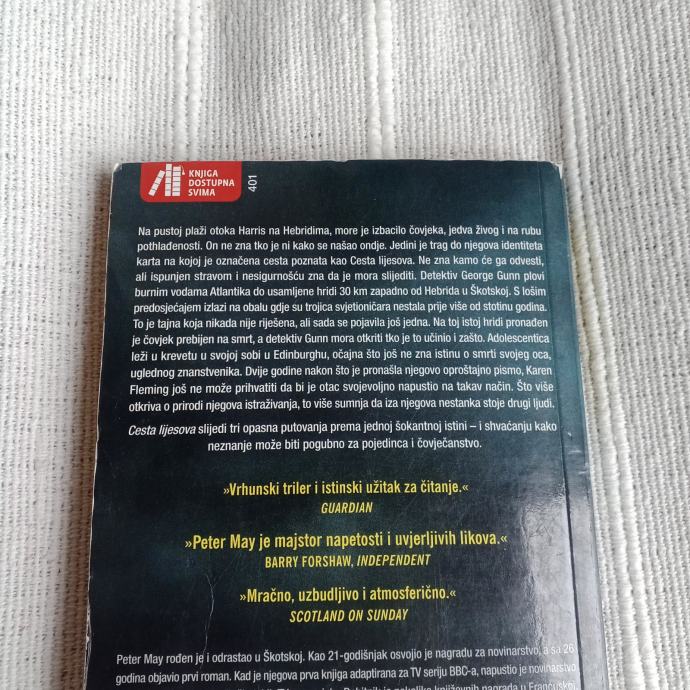 KNJIGA
DOSTUPNA
SVIMA
401
Na pustoj plaži otoka Harris na Hebridima, more je izbacilo čovjeka, jedva živog i na rubu
pothlađenosti. On ne zna tko je ni kako se našao ondje. Jedini je trag do njegova identiteta
karta na kojoj je označena cesta poznata kao Cesta lijesova. Ne zna kamo će ga odvesti,
ali ispunjen stravom i nesigurnošću zna da je mora slijediti. Detektiv George Gunn plovi
burnim vodama Atlantika do usamljene hridi 30 km zapadno od Hebrida u Škotskoj. S lošim
predosjećajem izlazi na obalu gdje su trojica svjetioničara nestala prije više od stotinu godina.
To je tajna koja nikada nije riješena, ali sada se pojavila još jedna. Na toj istoj hridi pronađen
je čovjek prebijen na smrt, a detektiv Gunn mora otkriti tko je to učinio i zašto. Adolescentica
leži u krevetu u svojoj sobi u Edinburghu, očajna što još ne zna istinu o smrti svojeg oca,
uglednog znanstvenika. Dvije godine nakon što je pronašla njegovo oproštajno pismo, Karen
Fleming još ne može prihvatiti da bi je otac svojevoljno napustio na takav način. Što više
otkriva o prirodi njegova istraživanja, to više sumnja da iza njegova nestanka stoje drugi ljudi.
Cesta lijesova slijedi tri opasna putovanja prema jednoj šokantnoj istini – i shvaćanju kako
neznanje može biti pogubno za pojedinca i čovječanstvo.
»Vrhunski triler i istinski užitak za čitanje.«
GUARDIAN
»Peter May je majstor napetosti i uvjerljivih likova.«
BARRY FORSHAW, INDEPENDENT
»Mračno, uzbudljivo i atmosferično.«
SCOTLAND ON SUNDAY
Peter May rođen je i odrastao u Škotskoj. Kao 21-godišnjak osvojio je nagradu za novinarstvo, a sa 26
godina objavio prvi roman. Kad je njegova prva knjiga adaptirana za TV seriju BBC-a, napustio je novinarstvo